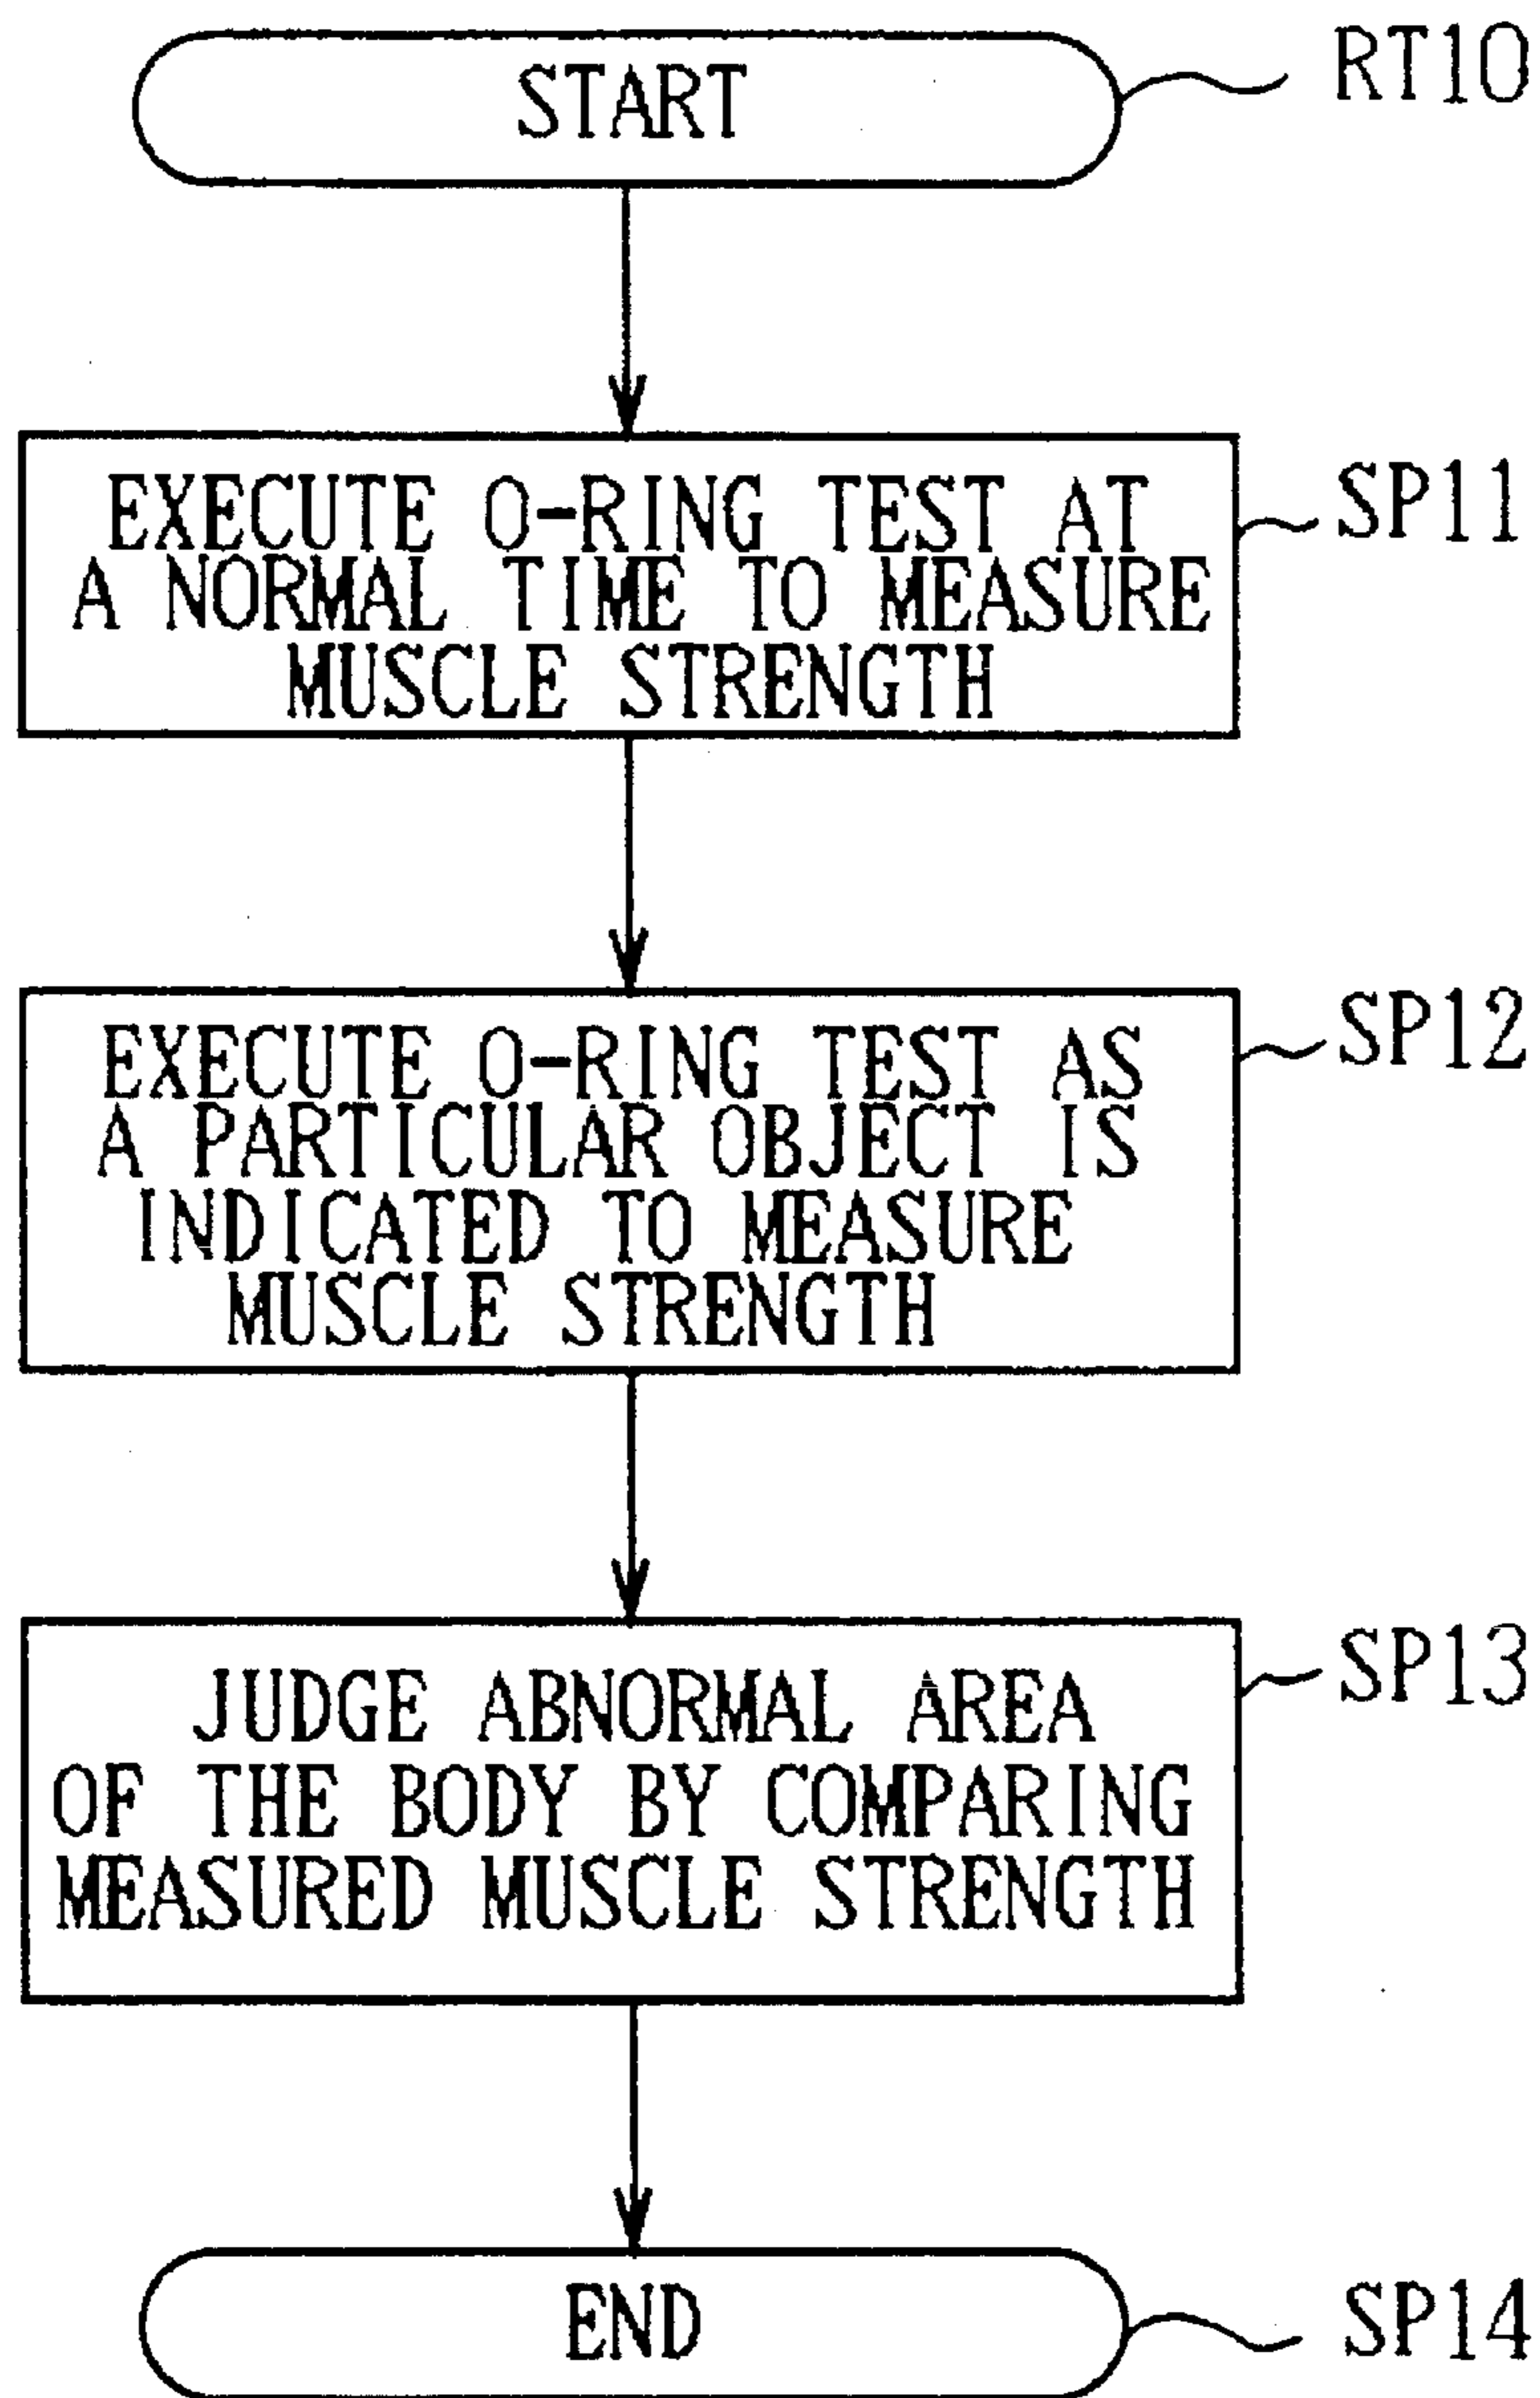 START
RT10
EXECUTE O-RING TEST AT
A NORMAL TIME TO MEASURE
MUSCLE STRENGTH
SP11
EXECUTE O-RING TEST AS
A PARTICULAR OBJECT IS
INDICATED TO MEASURE
MUSCLE STRENGTH
SP12
JUDGE ABNORMAL AREA
OF THE BODY BY COMPARING
MEASURED MUSCLE STRENGTH
SP13
END
SP14